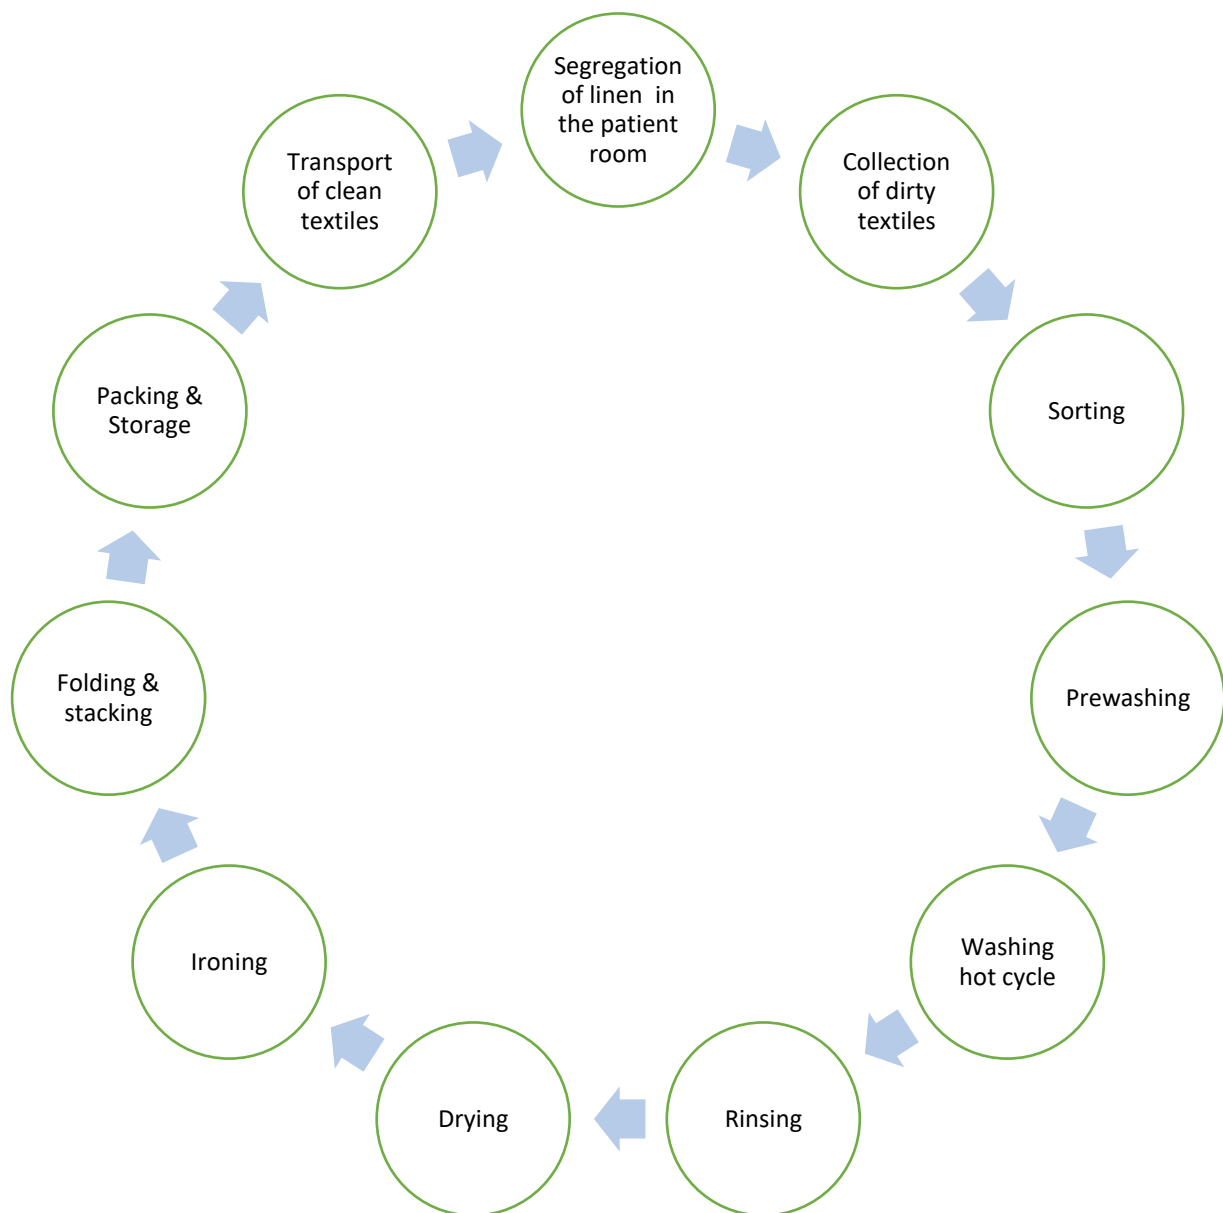 Segregation
of linen in
the patient
room
Collection
of dirty
textiles
Sorting
Prewashing
Washing
hot cycle
Rinsing
Drying
Ironing
Folding &
stacking
Packing &
Storage
Transport
of clean
textiles